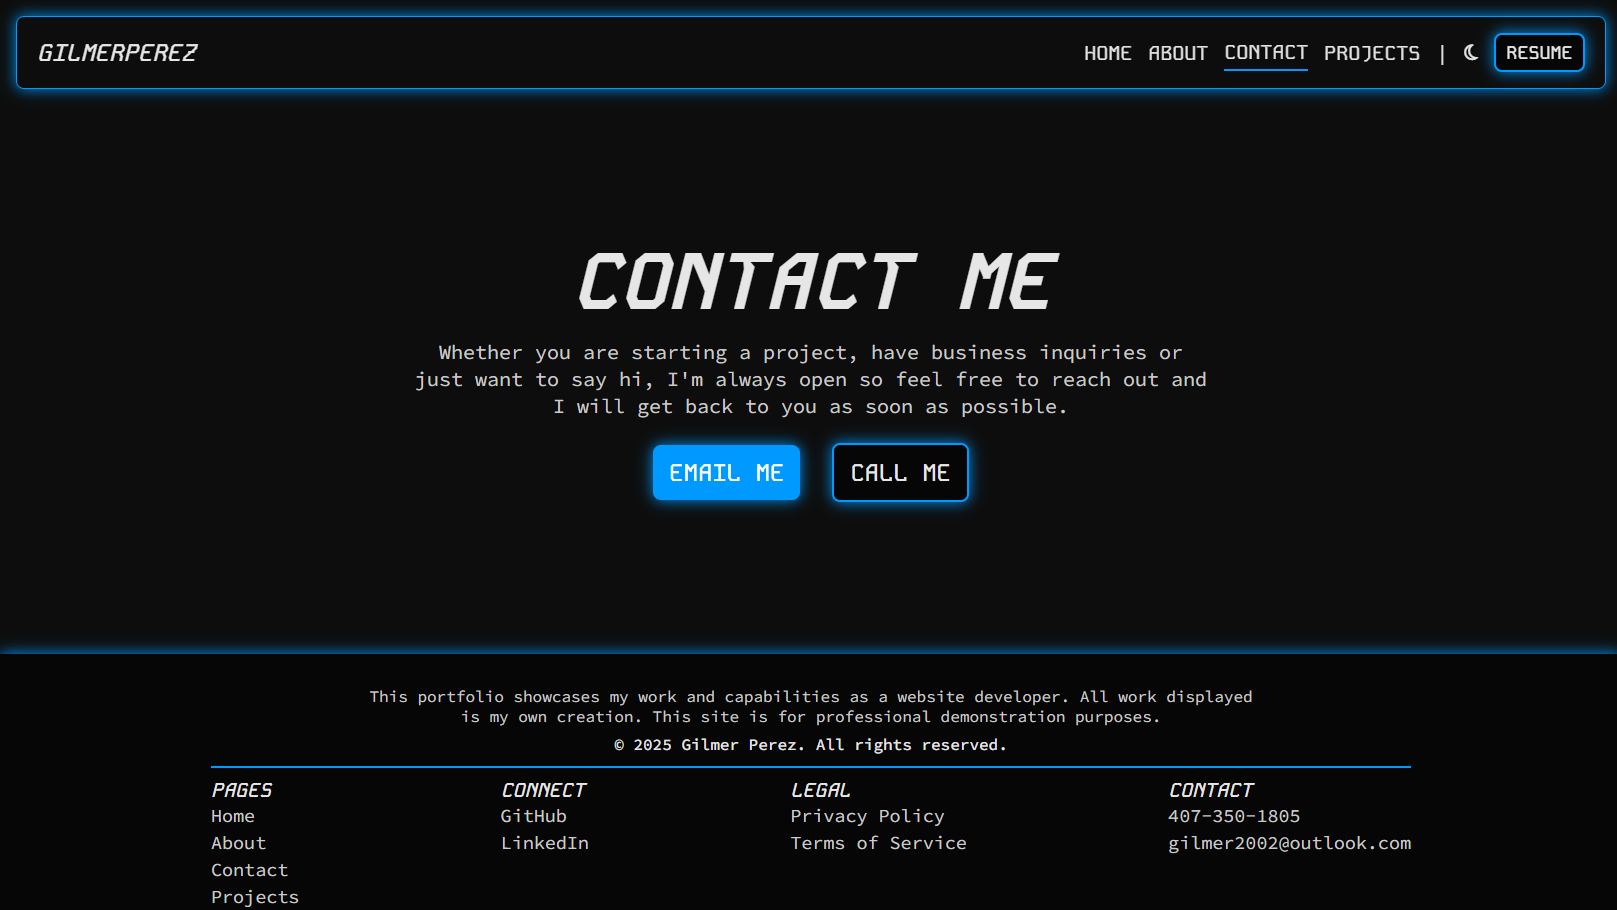 GILMERPEREZ
HOME ABOUT CONTACT PROJECTS | RESUME
CONTACT ME
Whether you are starting a project, have business inquiries or
just want to say hi, I'm always open so feel free to reach out and
I will get back to you as soon as possible.
EMAIL ME CALL ME
This portfolio showcases my work and capabilities as a website developer. All work displayed
is my own creation. This site is for professional demonstration purposes.
© 2025 Gilmer Perez. All rights reserved.
PAGES
Home
About
Contact
Projects
CONNECT
GitHub
LinkedIn
LEGAL
Privacy Policy
Terms of Service
CONTACT
407-350-1805
gilmer2002@outlook.com